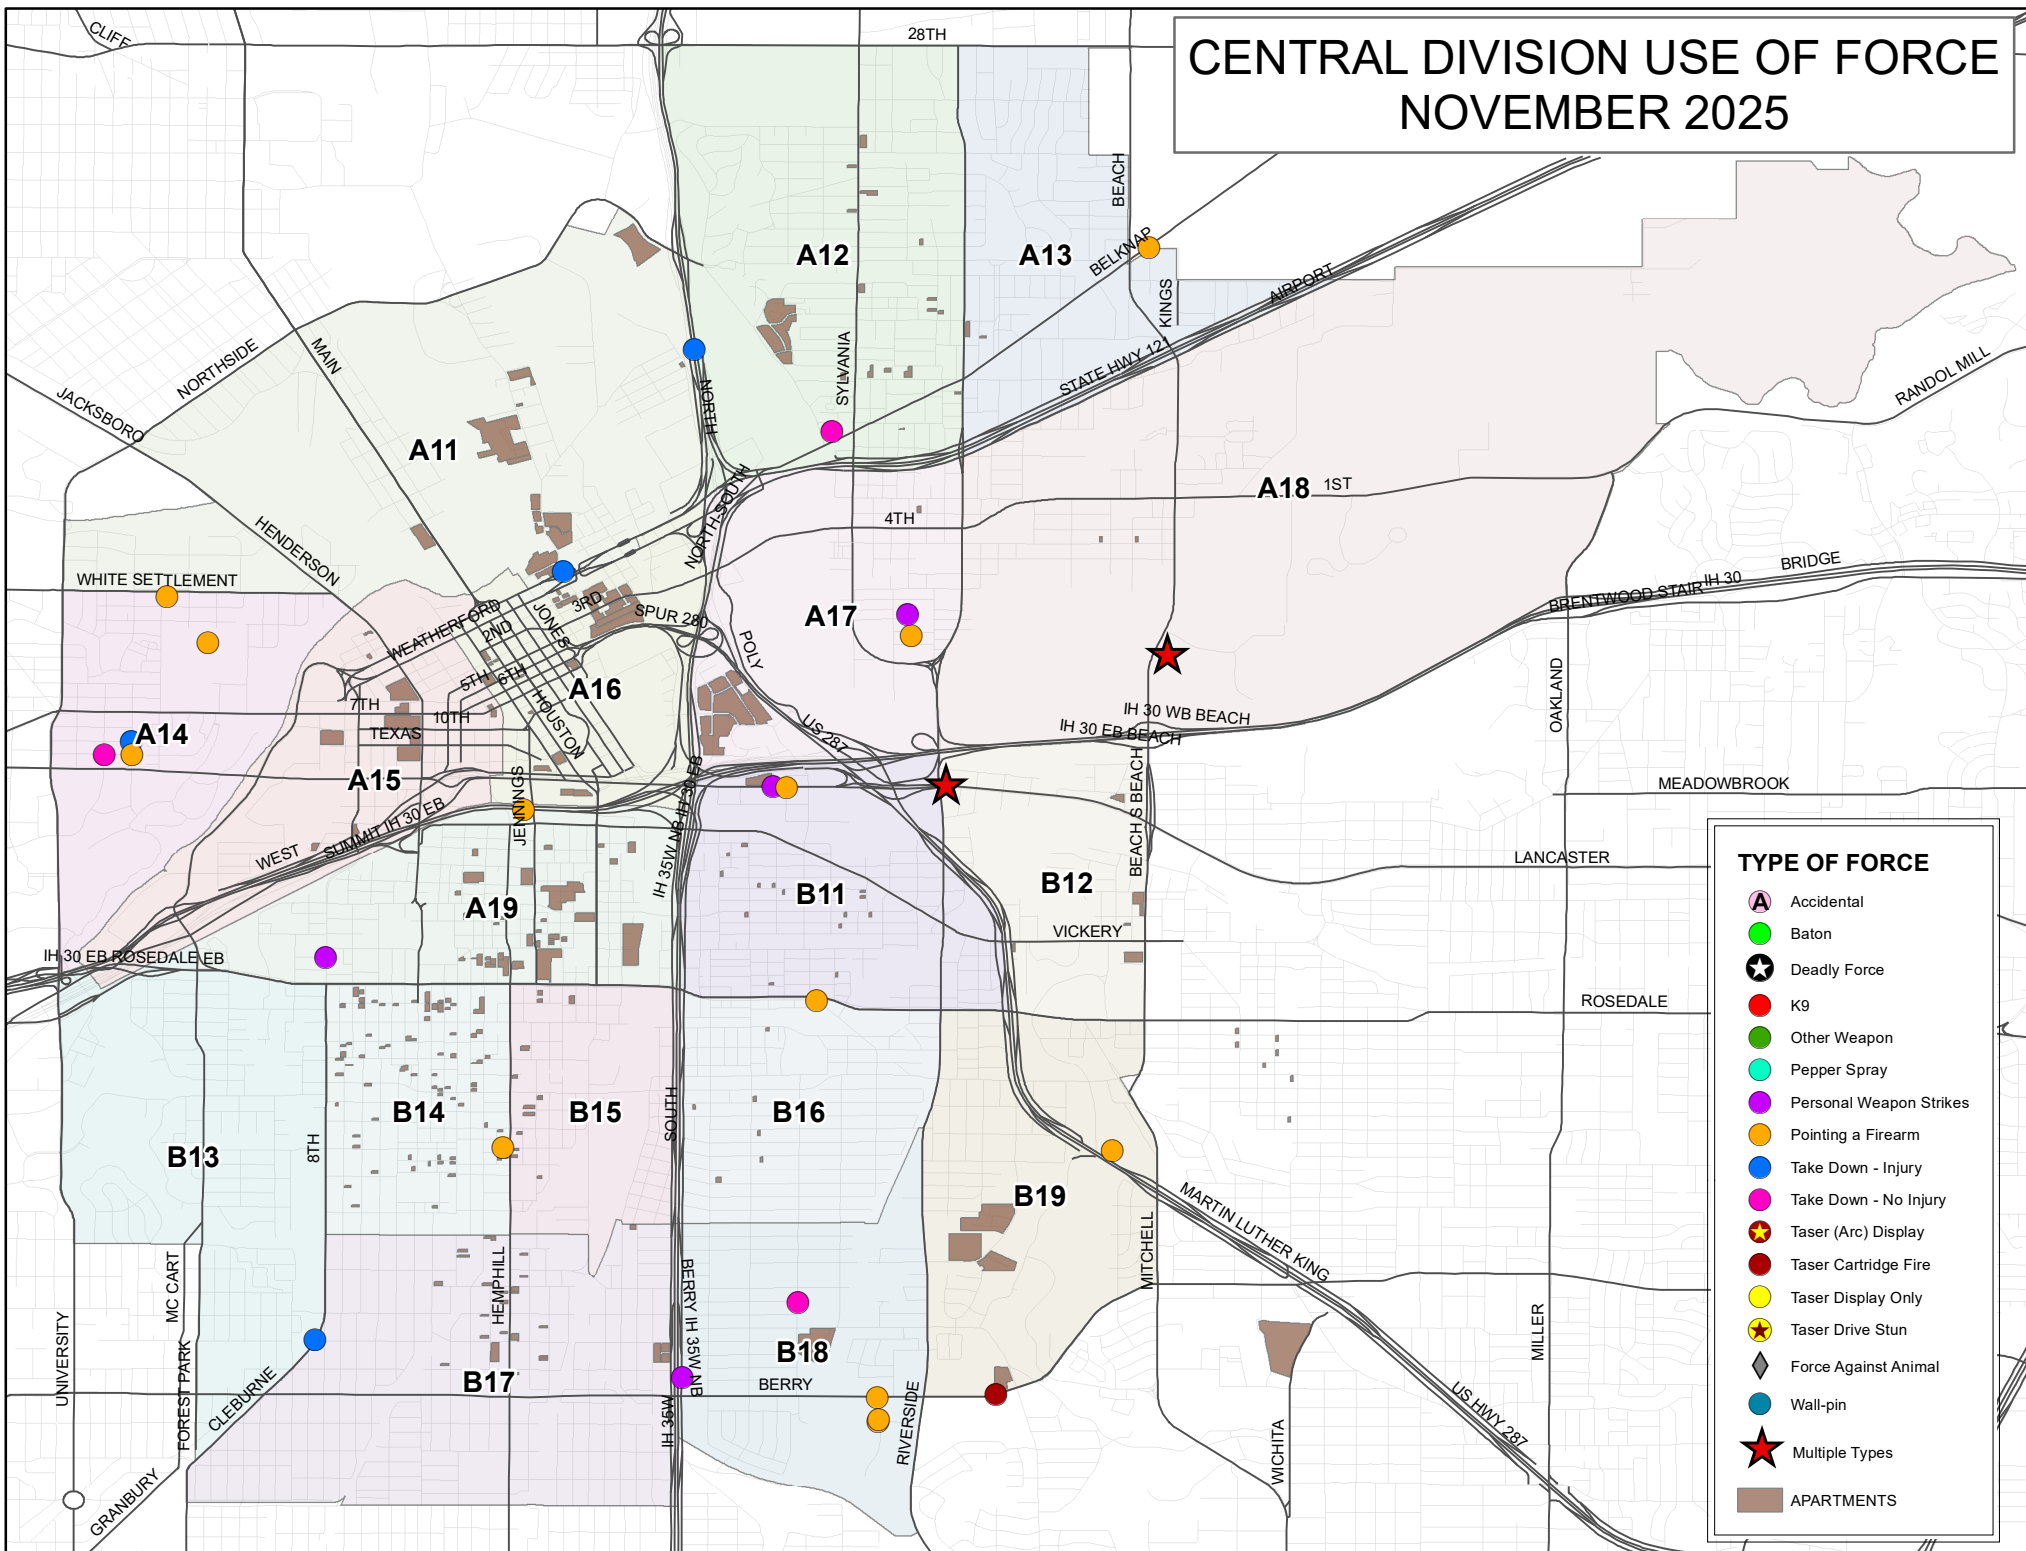 CENTRAL DIVISION USE OF FORCE
NOVEMBER 2025
CLIFF
28TH
BEACH
BELKNAP
A12
A13
KINGS
AIRPORT
STATE HWY 121
NORTHSIDE
MAIN
JACKSBORO
NORTH
SYLVANIA
RANDOL MILL
A11
A18
1ST
4TH
NORTH-SOUTH
HENDERSON
WHITE SETTLEMENT
BRIDGE
IH 30
BRENTWOOD STAIR
3RD
JONES
SPUR 280
WEATHERFORD
2ND
A17
POLY
5TH
6TH
A16
OAKLAND
7TH
10TH
HOUSTON
TEXAS
A14
US 287
IH 30 WB BEACH
IH 30 EB BEACH
A15
JENNINGS
IH 35W NB IH 30 EB
BEACH S BEACH
MEADOWBROOK
SUMMIT IH 30 EB
WEST
LANCASTER
A19
B11
B12
VICKERY
IH 30 EB ROSEDALE EB
ROSEDALE
B13
8TH
B14
B15
SOUTH
B16
B19
MITCHELL
MARTIN LUTHER KING
MC CART
HEMPHILL
BERRY IH 35W NB
UNIVERSITY
FOREST PARK
CLEBURNE
B17
B18
BERRY
IH 35W
RIVERSIDE
MILLER
US HWY 287
WICHITA
GRANBURY
TYPE OF FORCE
A Accidental
Baton
Deadly Force
K9
Other Weapon
Pepper Spray
Personal Weapon Strikes
Pointing a Firearm
Take Down - Injury
Take Down - No Injury
Taser (Arc) Display
Taser Cartridge Fire
Taser Display Only
Taser Drive Stun
Force Against Animal
Wall-pin
Multiple Types
APARTMENTS